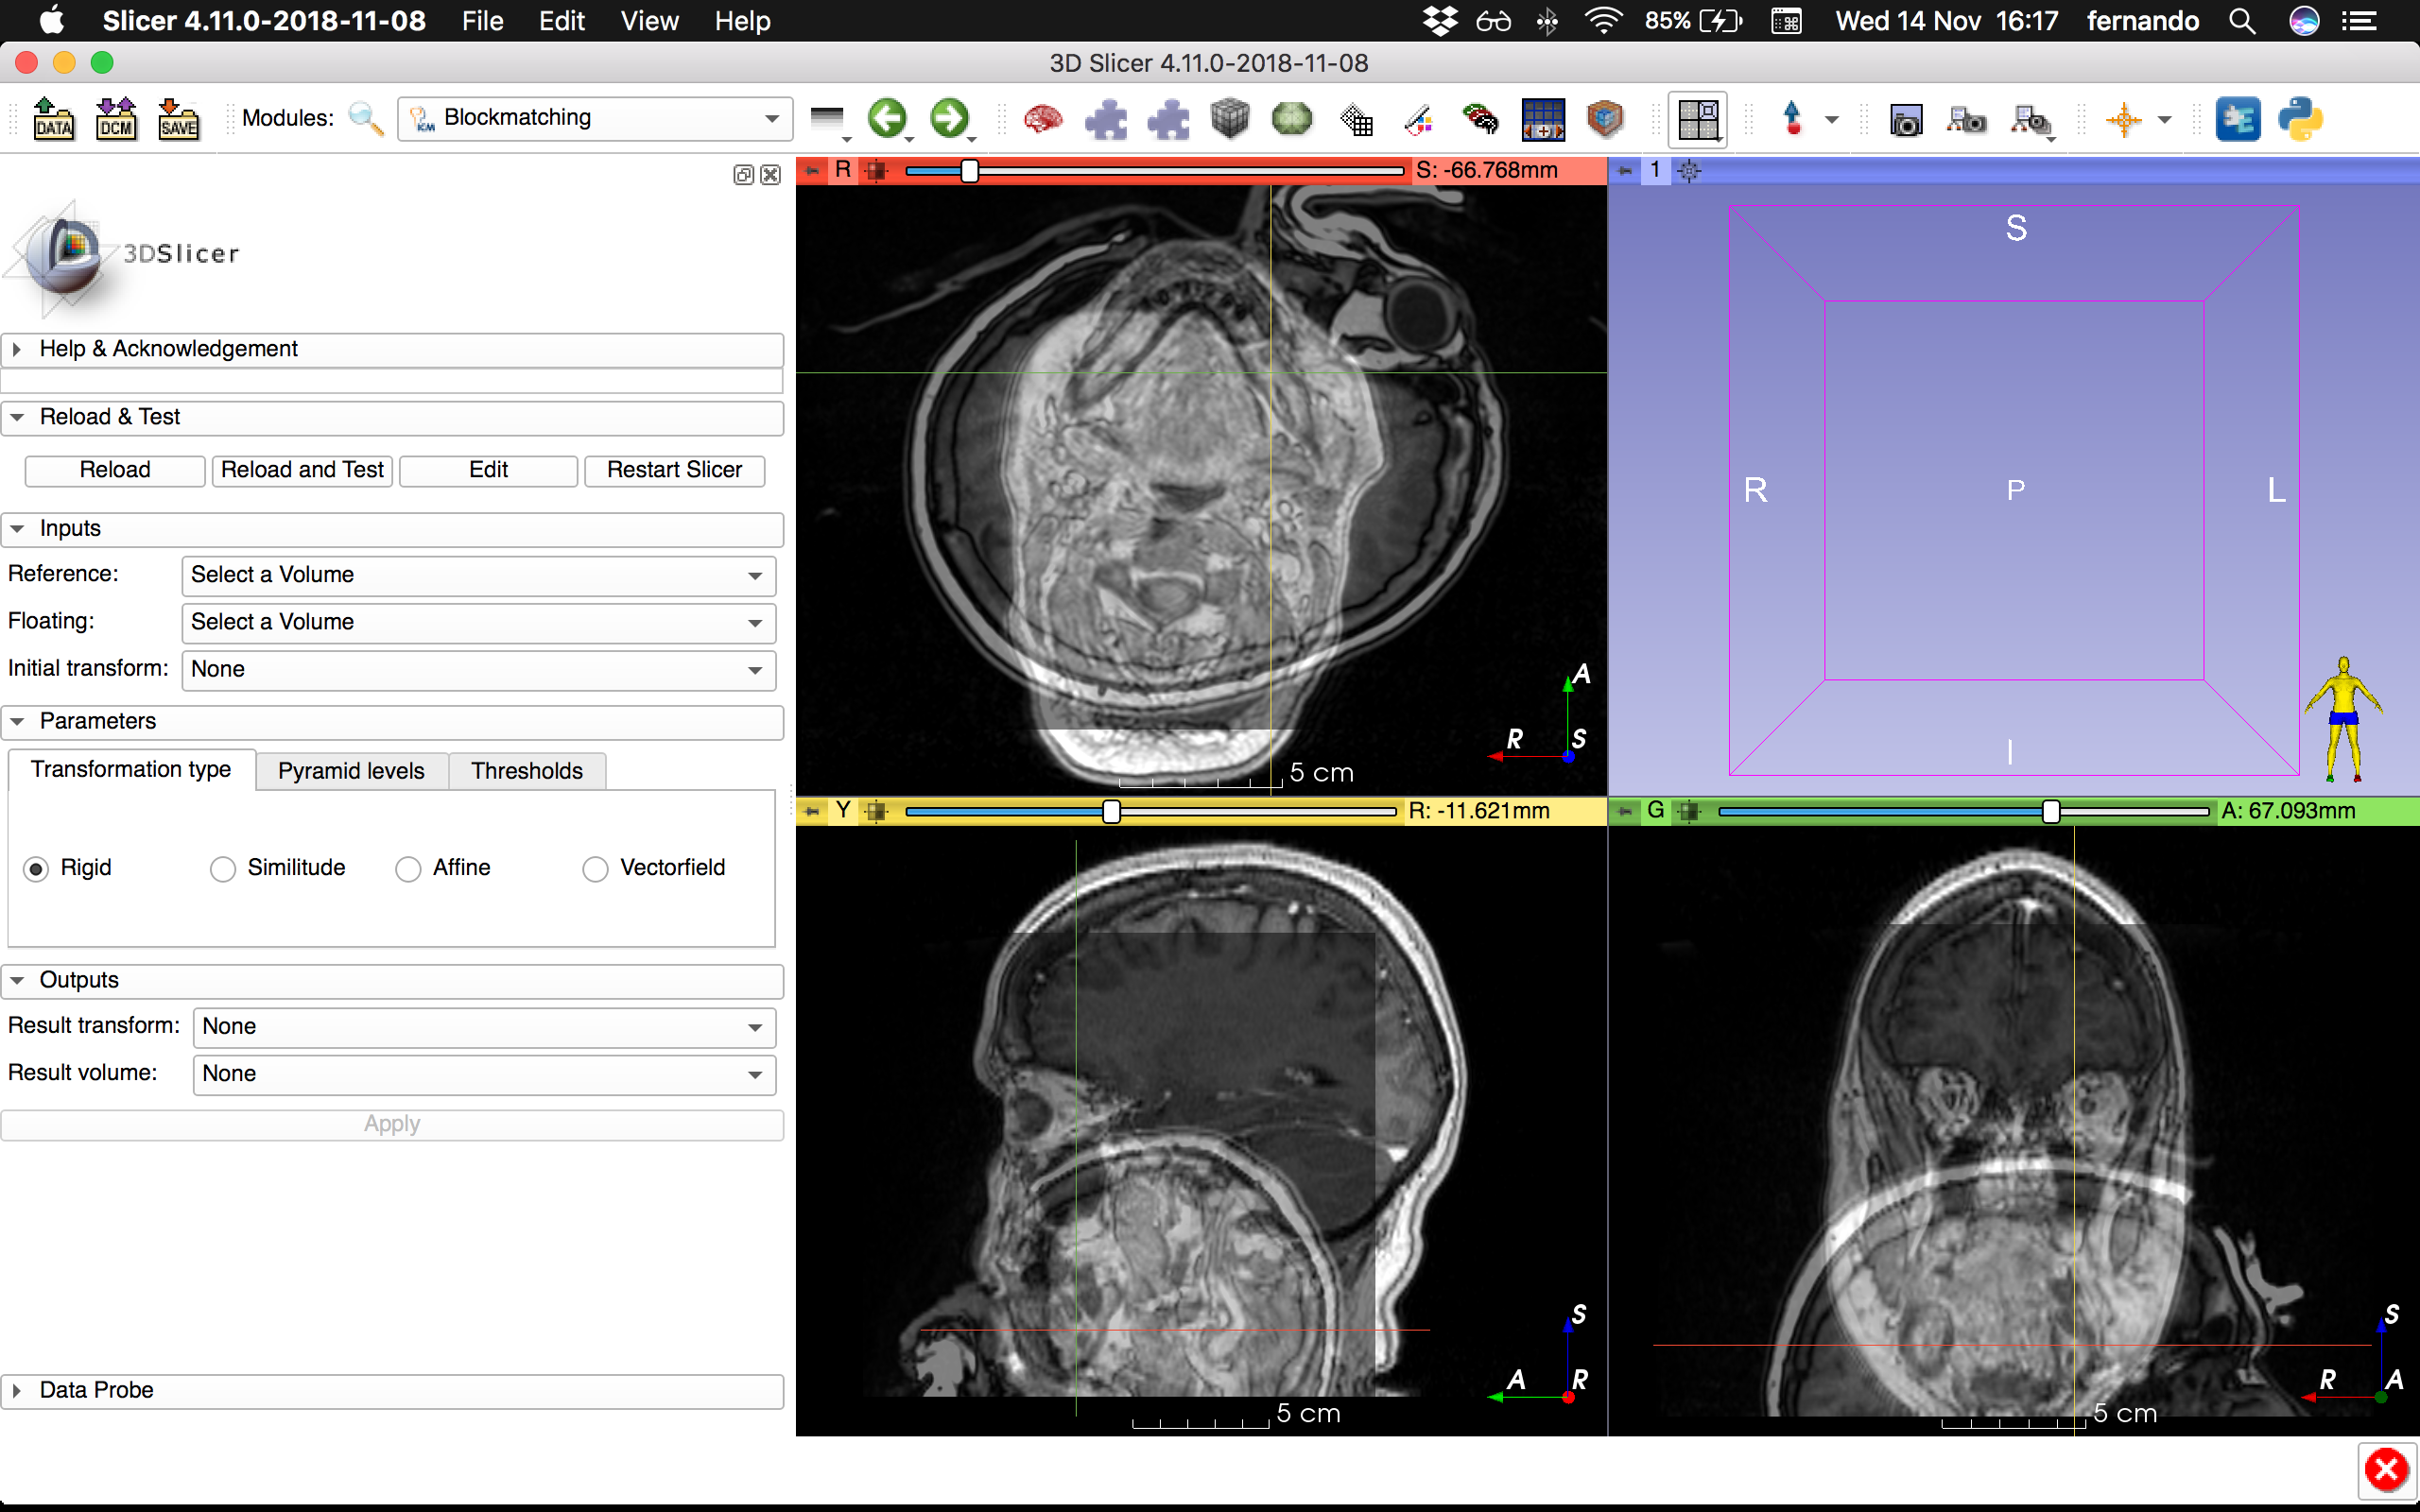 Slicer 4.11.0-2018-11-08 File Edit View Help 85% Wed 14 Nov 16:17 fernando
3D Slicer 4.11.0-2018-11-08
DATA DCM SAVE Modules: Blockmatching
R S: -66.768mm 1
3DSlicer
Help & Acknowledgement
Reload & Test
Reload Reload and Test Edit Restart Slicer
Inputs
Reference: Select a Volume
Floating: Select a Volume
Initial transform: None
Parameters
Transformation type Pyramid levels Thresholds
Rigid Similitude Affine Vectorfield
Outputs
Result transform: None
Result volume: None
Apply
Data Probe
A
R S
5 cm
S
R P L
I
Y R: -11.621mm
S
A R
5 cm
G A: 67.093mm
S
R A
5 cm